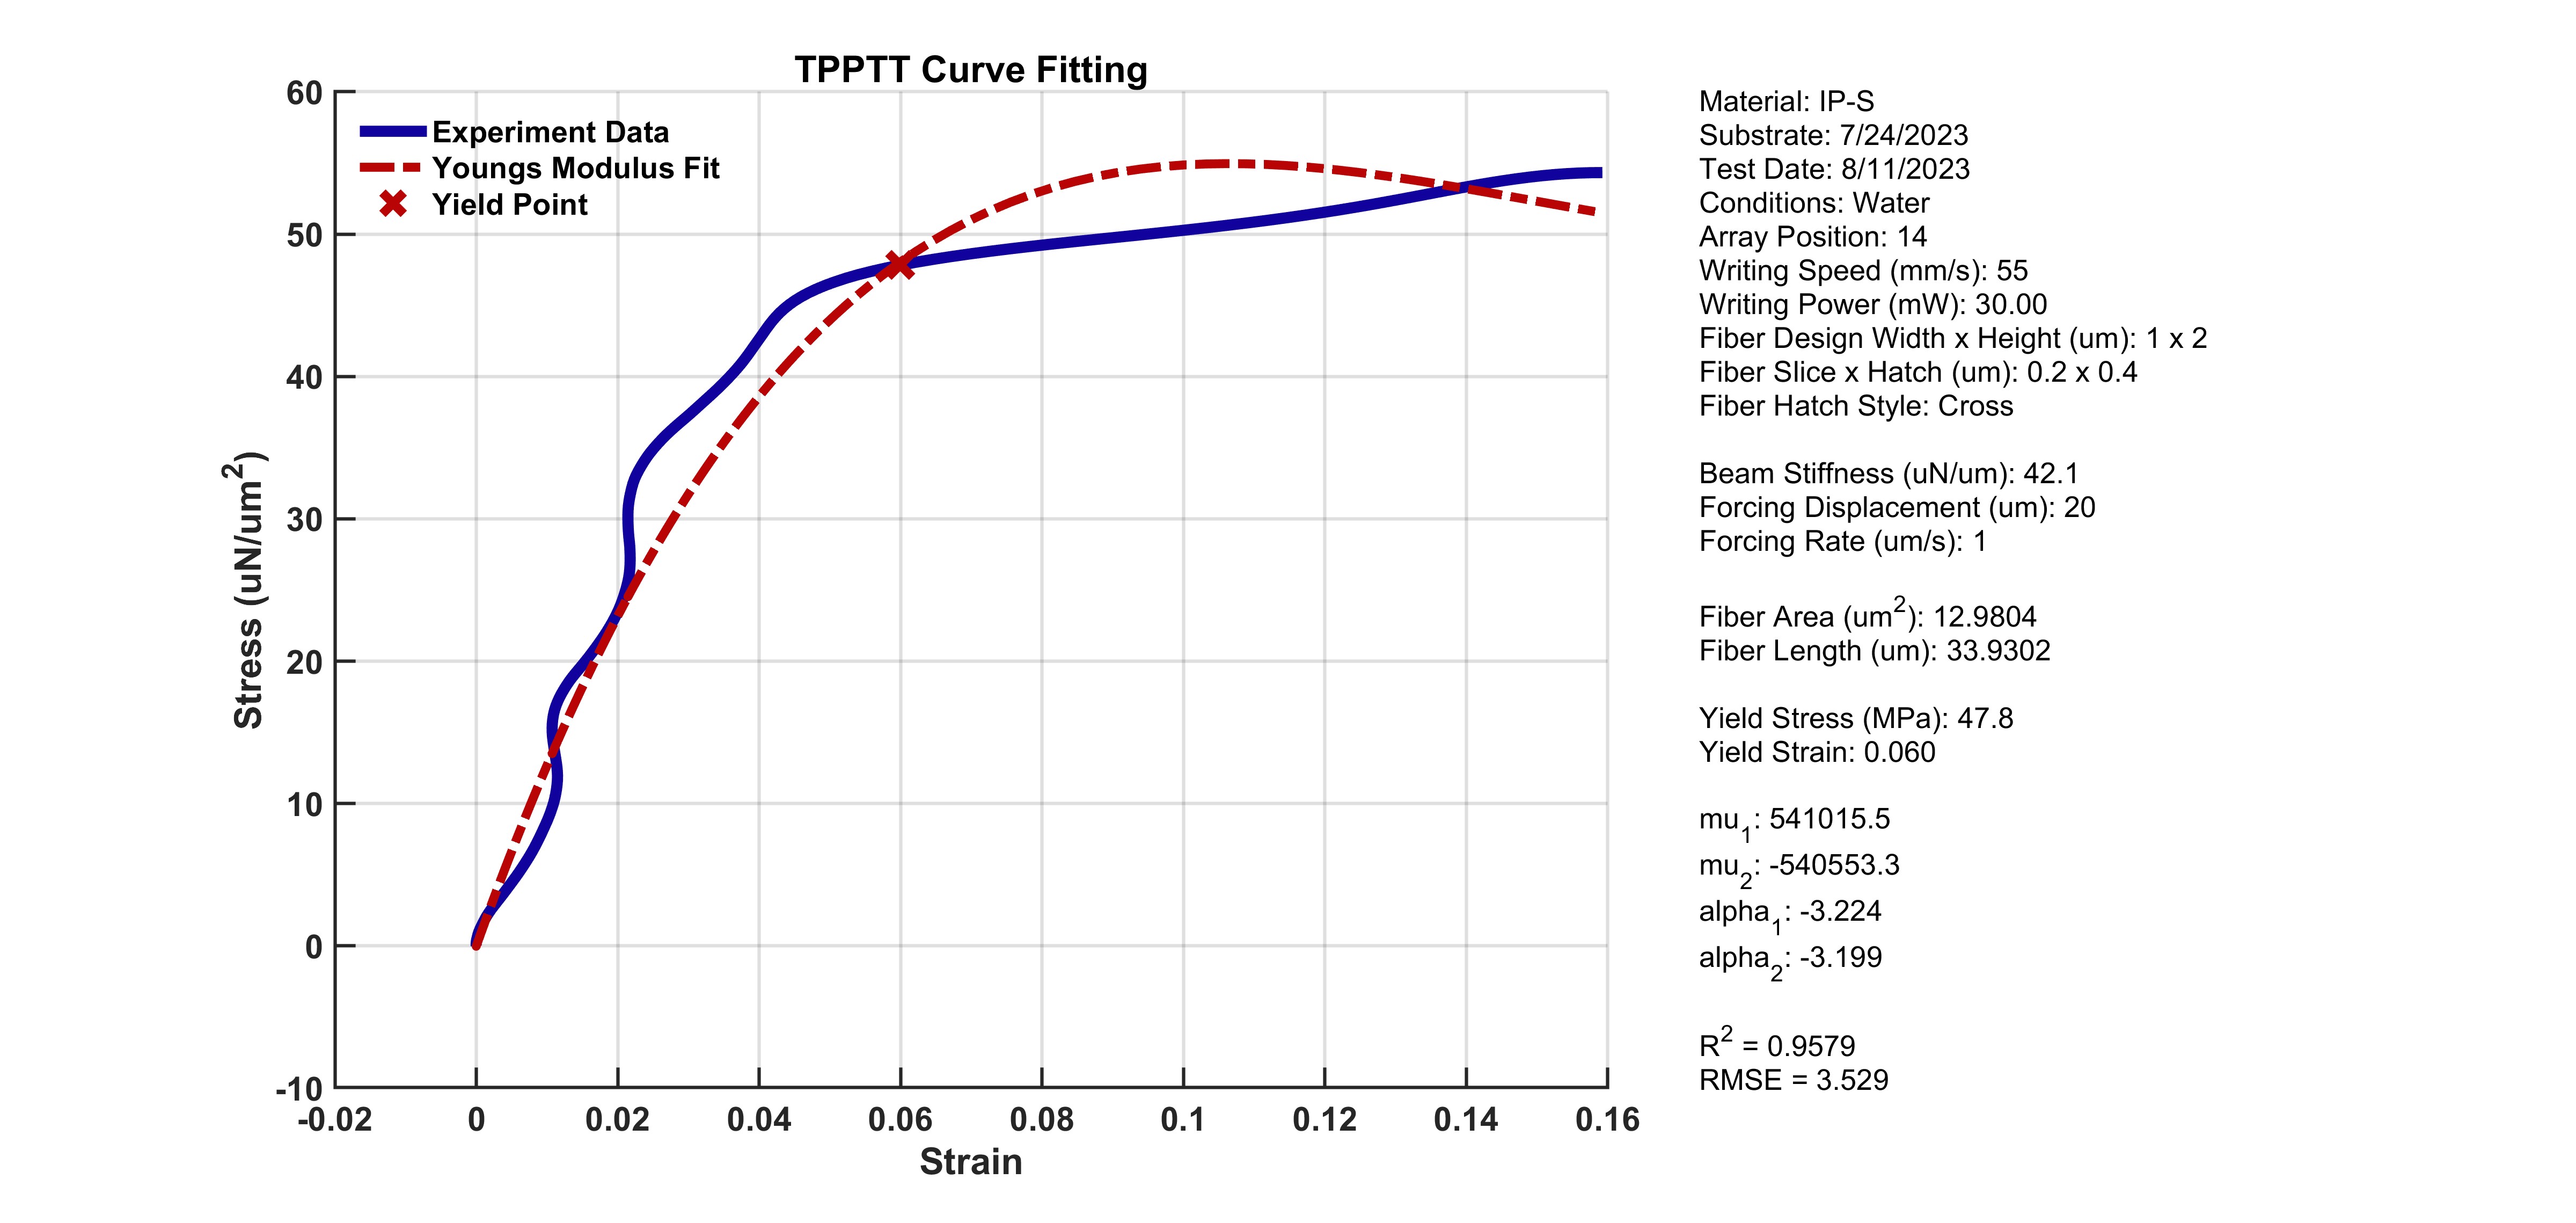 TPPTT Curve Fitting
60
50
40
30
20
10
0
-10
Stress (uN/um²)
Experiment Data
Youngs Modulus Fit
Yield Point
-0.02 0 0.02 0.04 0.06 0.08 0.1 0.12 0.14 0.16
Strain
Material: IP-S
Substrate: 7/24/2023
Test Date: 8/11/2023
Conditions: Water
Array Position: 14
Writing Speed (mm/s): 55
Writing Power (mW): 30.00
Fiber Design Width x Height (um): 1 x 2
Fiber Slice x Hatch (um): 0.2 x 0.4
Fiber Hatch Style: Cross
Beam Stiffness (uN/um): 42.1
Forcing Displacement (um): 20
Forcing Rate (um/s): 1
Fiber Area (um²): 12.9804
Fiber Length (um): 33.9302
Yield Stress (MPa): 47.8
Yield Strain: 0.060
mu₁: 541015.5
mu₂: -540553.3
alpha₁: -3.224
alpha₂: -3.199
R² = 0.9579
RMSE = 3.529